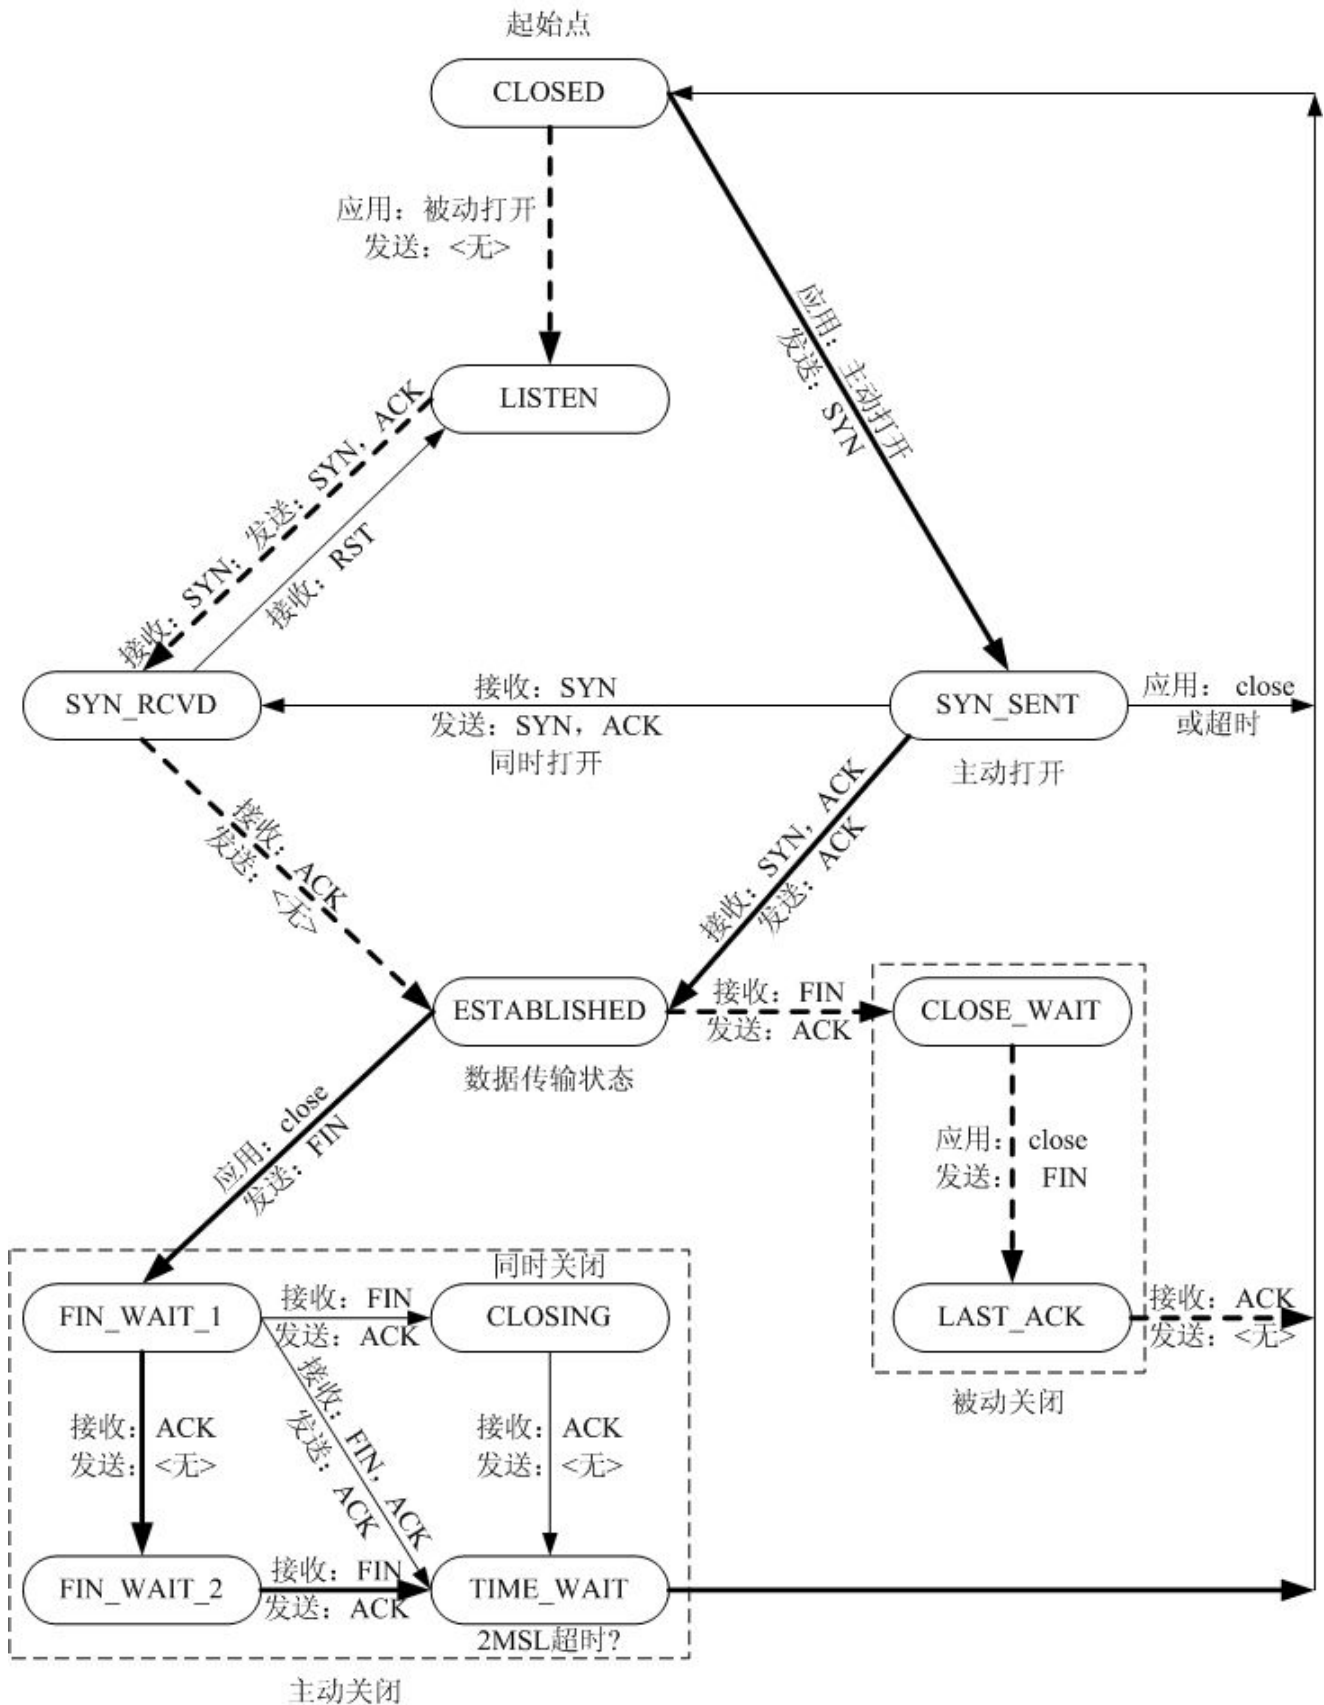 起始点
CLOSED
应用：被动打开
发送：<无>
应用：主动打开
发送：SYN
LISTEN
接收：SYN；发送：SYN，ACK
接收：RST
SYN_RCVD
接收：SYN
发送：SYN，ACK
同时打开
SYN_SENT
主动打开
应用： close
或超时
接收：ACK
发送：<无>
接收：SYN，ACK
发送：ACK
ESTABLISHED
数据传输状态
接收：FIN
发送：ACK
CLOSE_WAIT
应用：close
发送：FIN
应用： close
发送： FIN
同时关闭
FIN_WAIT_1
接收：FIN
发送：ACK
CLOSING
LAST_ACK
接收：ACK
发送：<无>
被动关闭
接收：ACK
发送：<无>
接收：FIN，ACK
发送：ACK
接收：ACK
发送：<无>
FIN_WAIT_2
接收：FIN
发送：ACK
TIME_WAIT
2MSL超时?
主动关闭